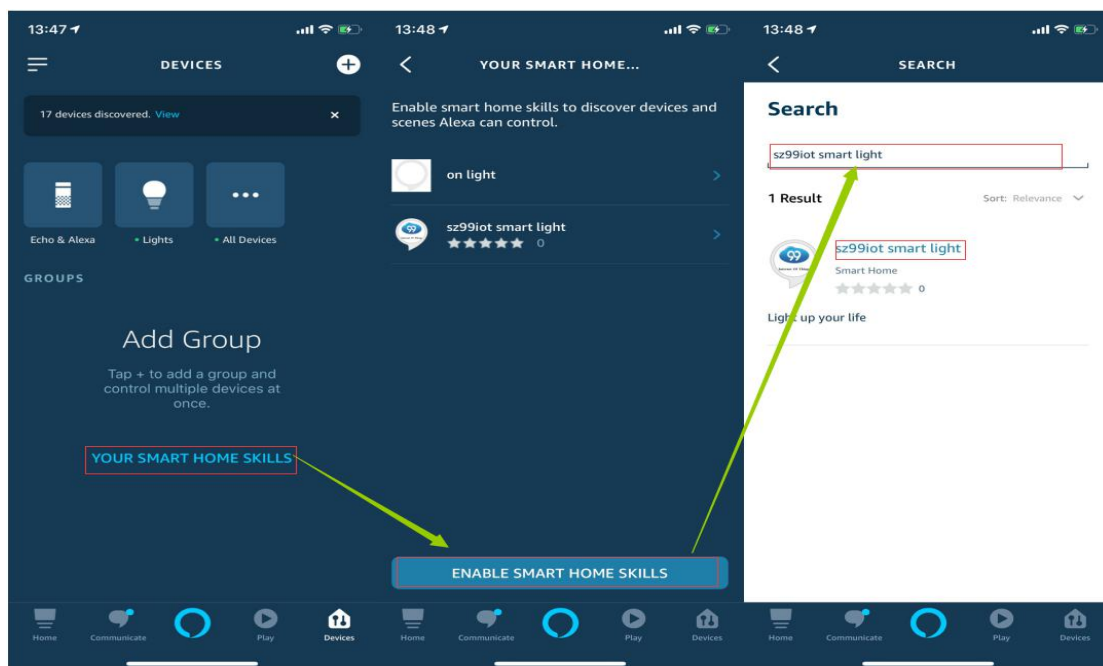 13:47
DEVICES
17 devices discovered. View
Echo & Alexa
Lights
All Devices
GROUPS
Add Group
Tap + to add a group and
control multiple devices at
once.
YOUR SMART HOME SKILLS
Home
Communicate
Play
Devices
13:48
YOUR SMART HOME...
Enable smart home skills to discover devices and
scenes Alexa can control.
on light
99
sz99iot smart light
0
ENABLE SMART HOME SKILLS
Home
Communicate
Play
Devices
13:48
SEARCH
Search
sz99iot smart light
1 Result
Sort: Relevance
99
sz99iot smart light
Smart Home
0
Light up your life
Home
Communicate
Play
Devices